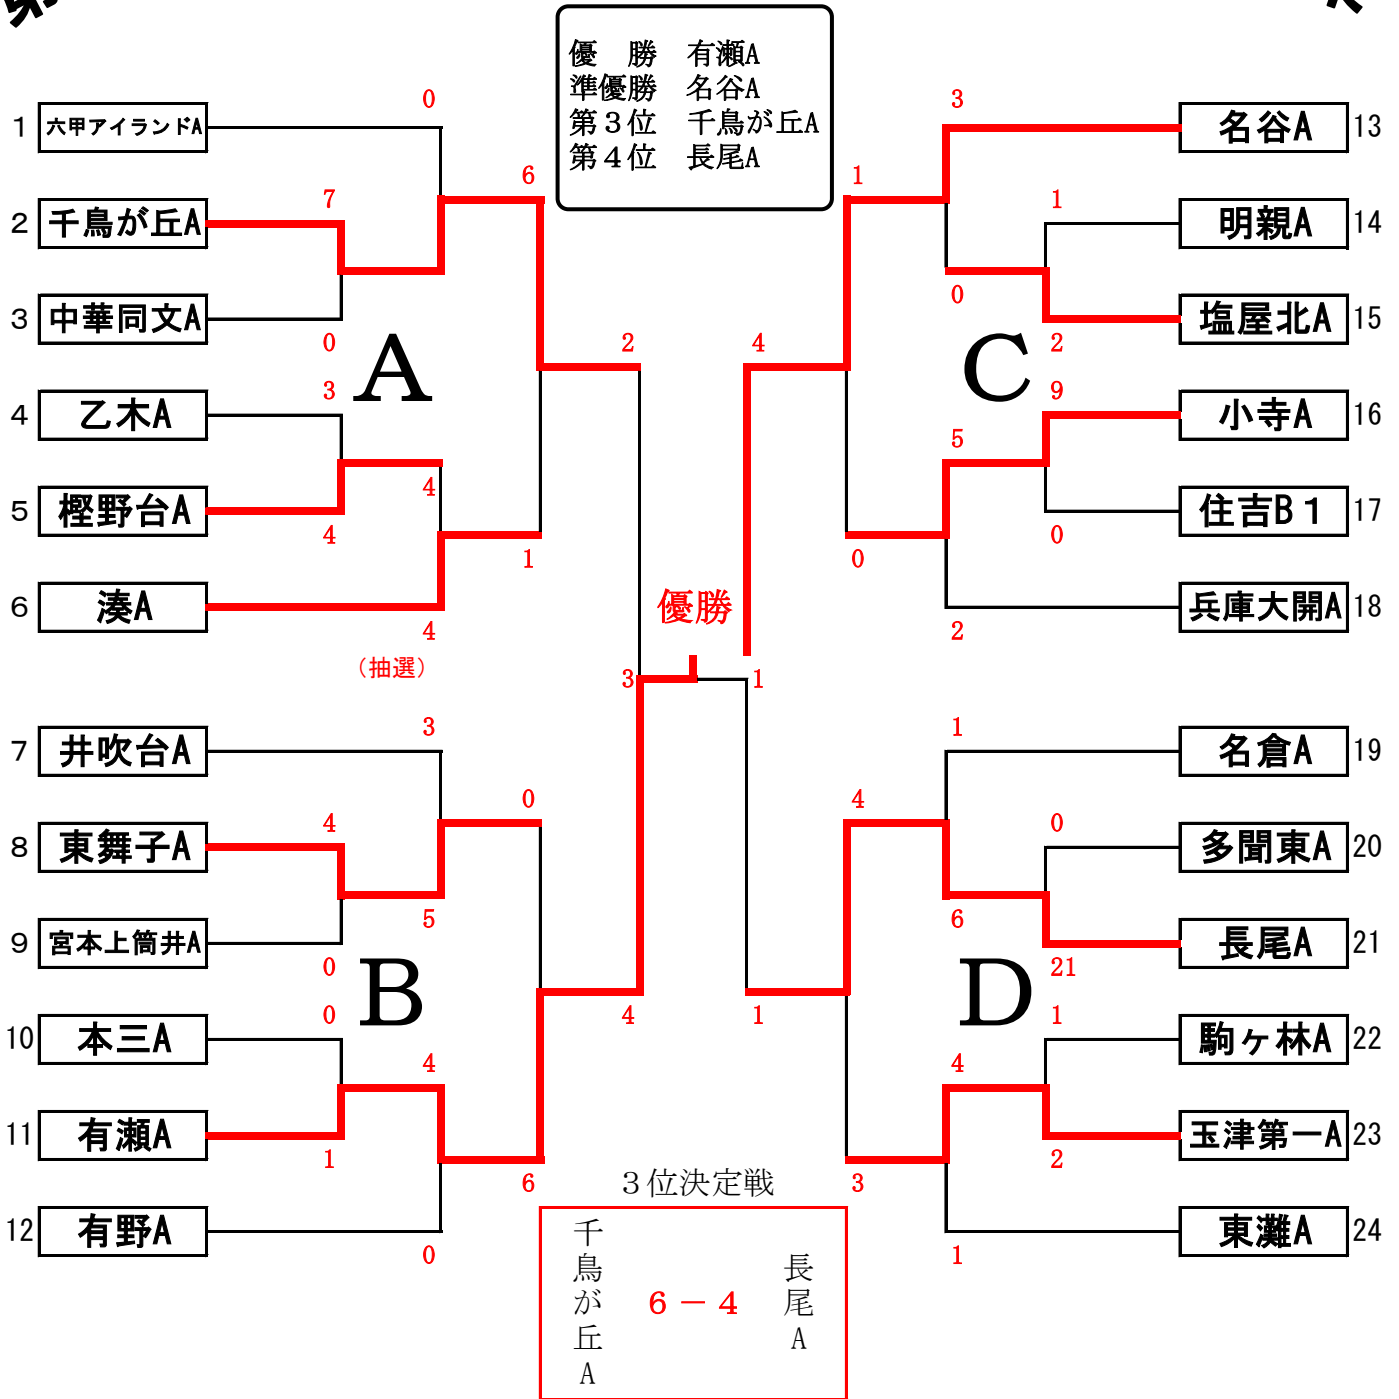 優　勝　有瀬A
準優勝　名谷A
第３位　千鳥が丘A
第４位　長尾A
0
3
1 六甲アイランドA
名谷A 13
6
1
7
1
2 千鳥が丘A
明親A 14
0
3 中華同文A
塩屋北A 15
0
2
4
2
A
C
3
9
4 乙木A
小寺A 16
5
4
5 樫野台A
住吉B１ 17
4
0
1
0
6 湊A
優勝
兵庫大開A 18
4
2
（抽選）
3
1
3
1
7 井吹台A
名倉A 19
0
4
4
0
8 東舞子A
多聞東A 20
5
6
9 宮本上筒井A
長尾A 21
0
21
B
D
0
4
1
1
10 本三A
駒ヶ林A 22
4
4
11 有瀬A
玉津第一A 23
1
2
6
３位決定戦
3
12 有野A
東灘A 24
0
1
千鳥が丘A
６－４
長尾A